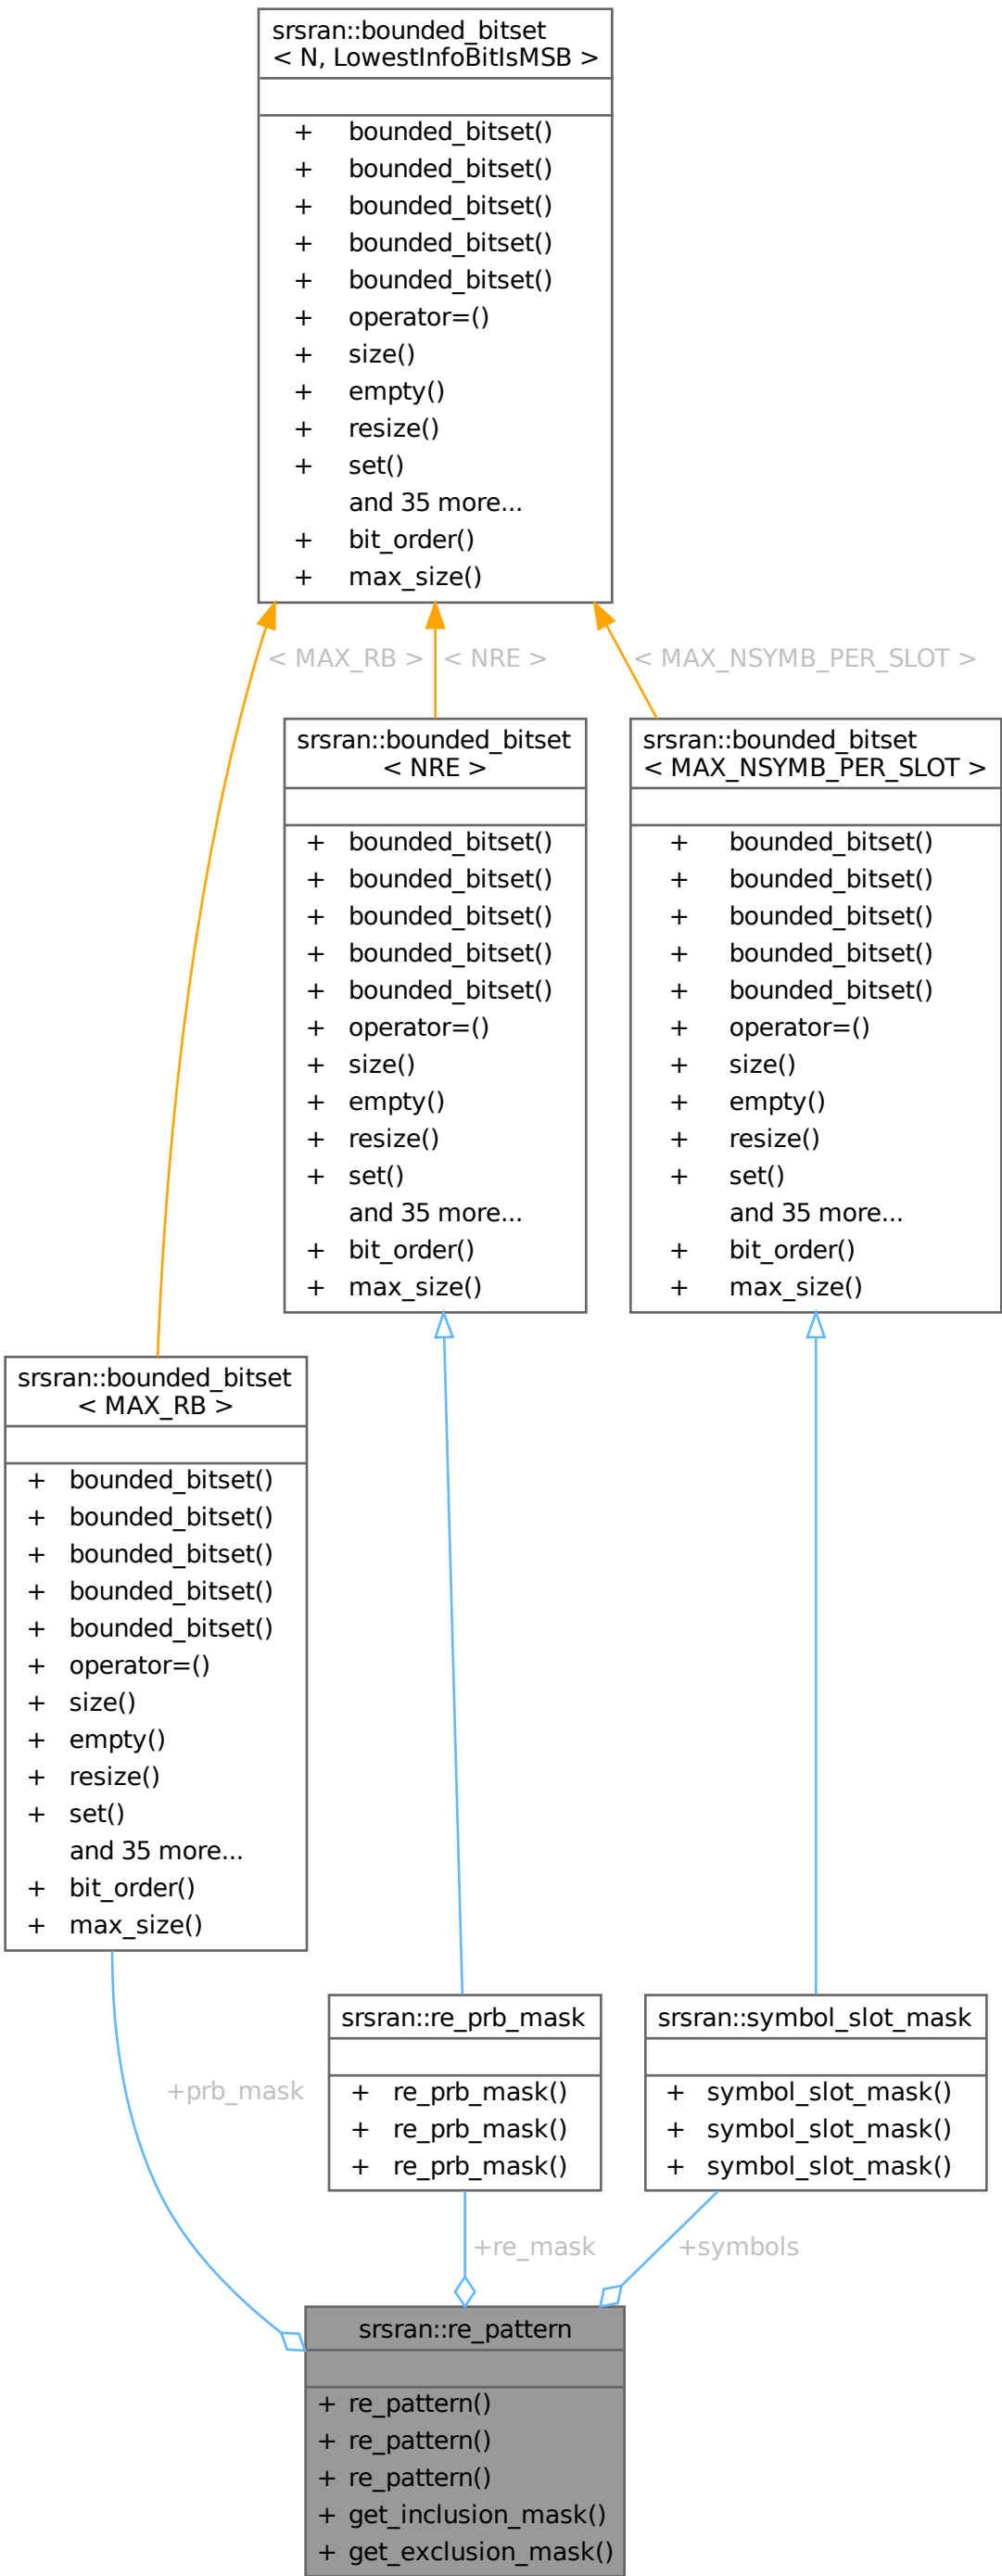 srsran::bounded_bitset
< N, LowestInfoBitIsMSB >
+ bounded_bitset()
+ bounded_bitset()
+ bounded_bitset()
+ bounded_bitset()
+ bounded_bitset()
+ operator=()
+ size()
+ empty()
+ resize()
+ set()
and 35 more...
+ bit_order()
+ max_size()
< MAX_RB >
< NRE >
< MAX_NSYMB_PER_SLOT >
srsran::bounded_bitset
< NRE >
+ bounded_bitset()
+ bounded_bitset()
+ bounded_bitset()
+ bounded_bitset()
+ bounded_bitset()
+ operator=()
+ size()
+ empty()
+ resize()
+ set()
and 35 more...
+ bit_order()
+ max_size()
srsran::bounded_bitset
< MAX_NSYMB_PER_SLOT >
+ bounded_bitset()
+ bounded_bitset()
+ bounded_bitset()
+ bounded_bitset()
+ bounded_bitset()
+ operator=()
+ size()
+ empty()
+ resize()
+ set()
and 35 more...
+ bit_order()
+ max_size()
srsran::bounded_bitset
< MAX_RB >
+ bounded_bitset()
+ bounded_bitset()
+ bounded_bitset()
+ bounded_bitset()
+ bounded_bitset()
+ operator=()
+ size()
+ empty()
+ resize()
+ set()
and 35 more...
+ bit_order()
+ max_size()
srsran::re_prb_mask
+ re_prb_mask()
+ re_prb_mask()
+ re_prb_mask()
srsran::symbol_slot_mask
+ symbol_slot_mask()
+ symbol_slot_mask()
+ symbol_slot_mask()
+prb_mask
+re_mask
+symbols
srsran::re_pattern
+ re_pattern()
+ re_pattern()
+ re_pattern()
+ get_inclusion_mask()
+ get_exclusion_mask()